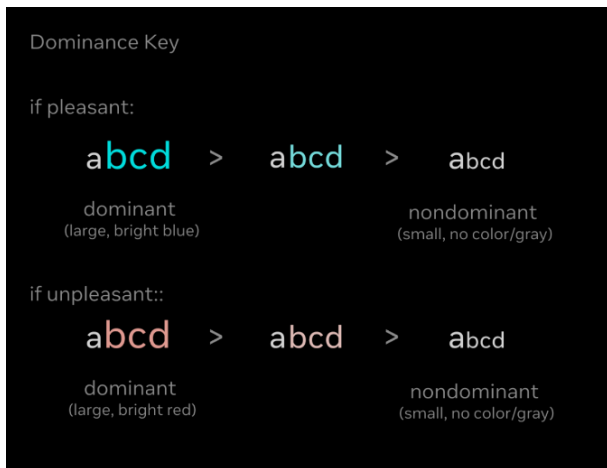 Dominance Key
if pleasant:
abcd > abcd > abcd
dominant nondominant
(large, bright blue) (small, no color/gray)
if unpleasant::
abcd > abcd > abcd
dominant nondominant
(large, bright red) (small, no color/gray)